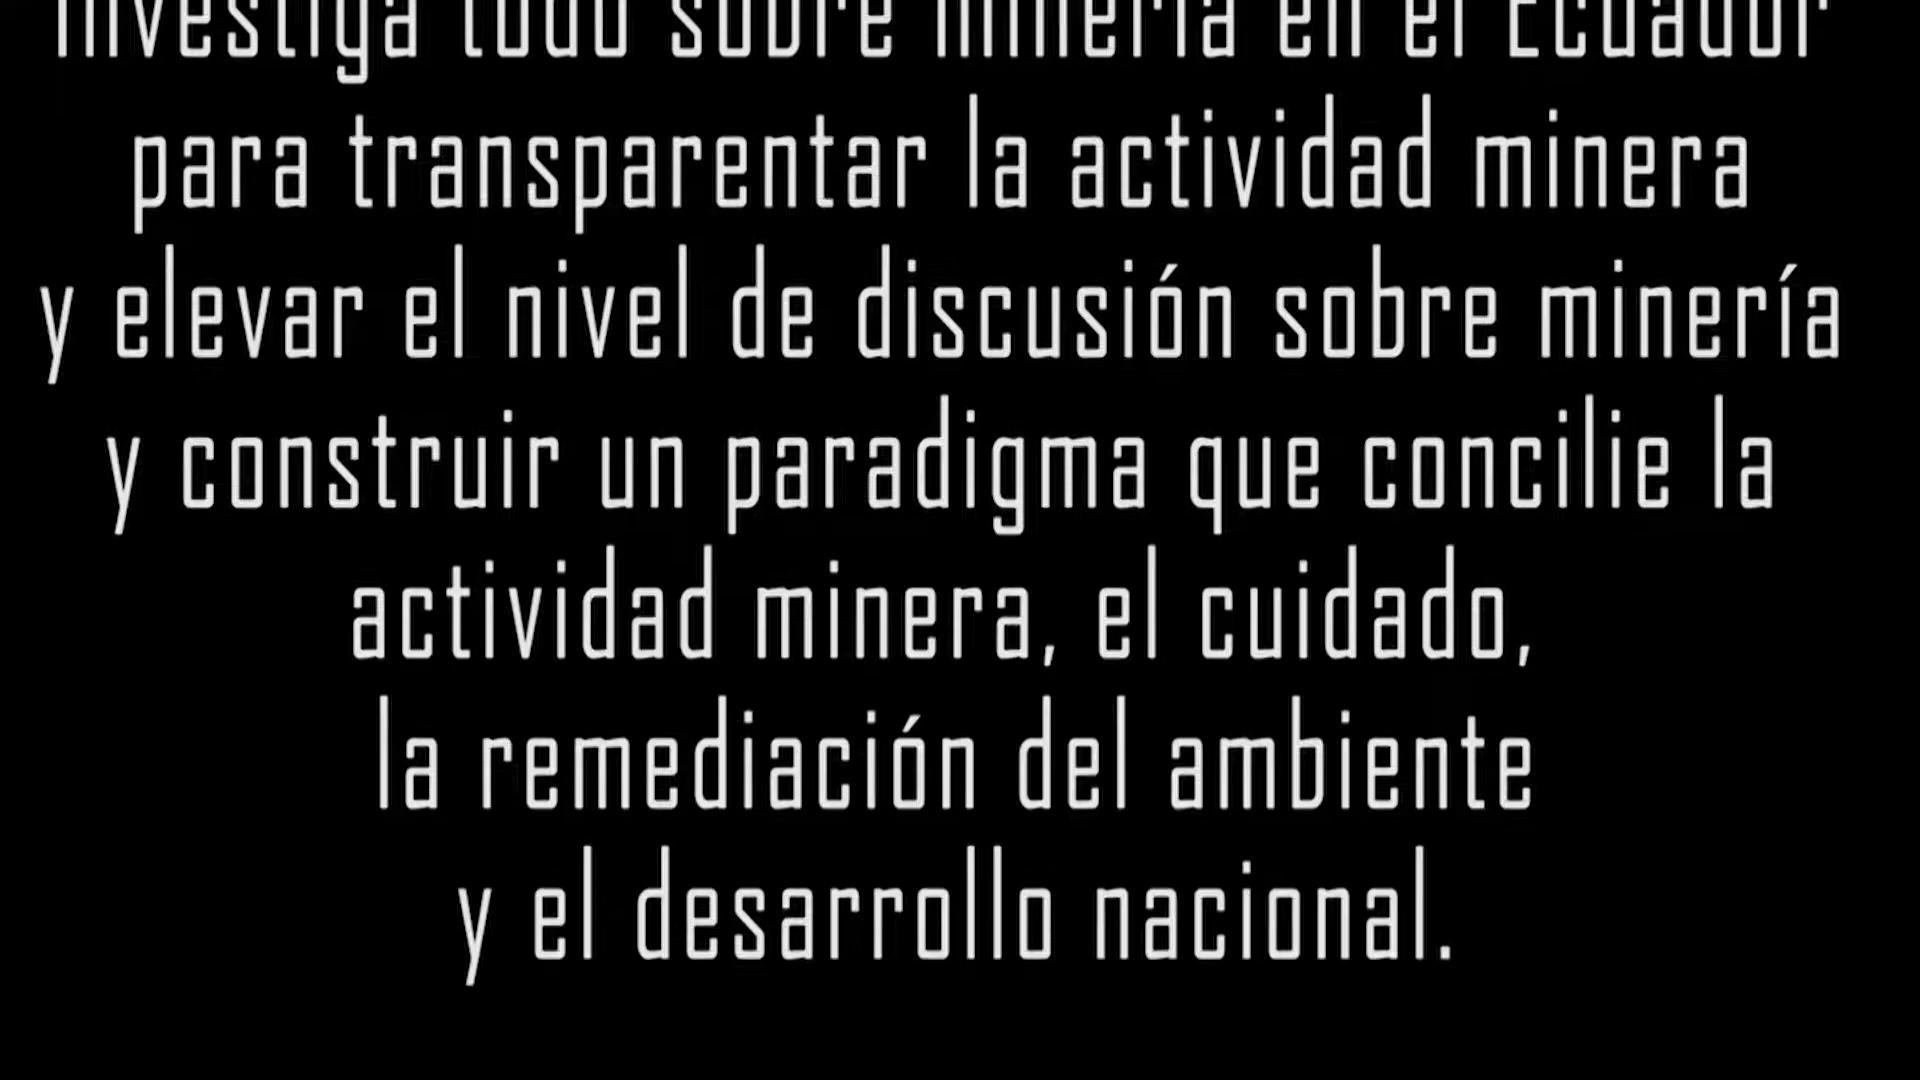 investiga todo sobre minería en el Ecuador
para transparentar la actividad minera
y elevar el nivel de discusión sobre minería
y construir un paradigma que concilie la
actividad minera, el cuidado,
la remediación del ambiente
y el desarrollo nacional.